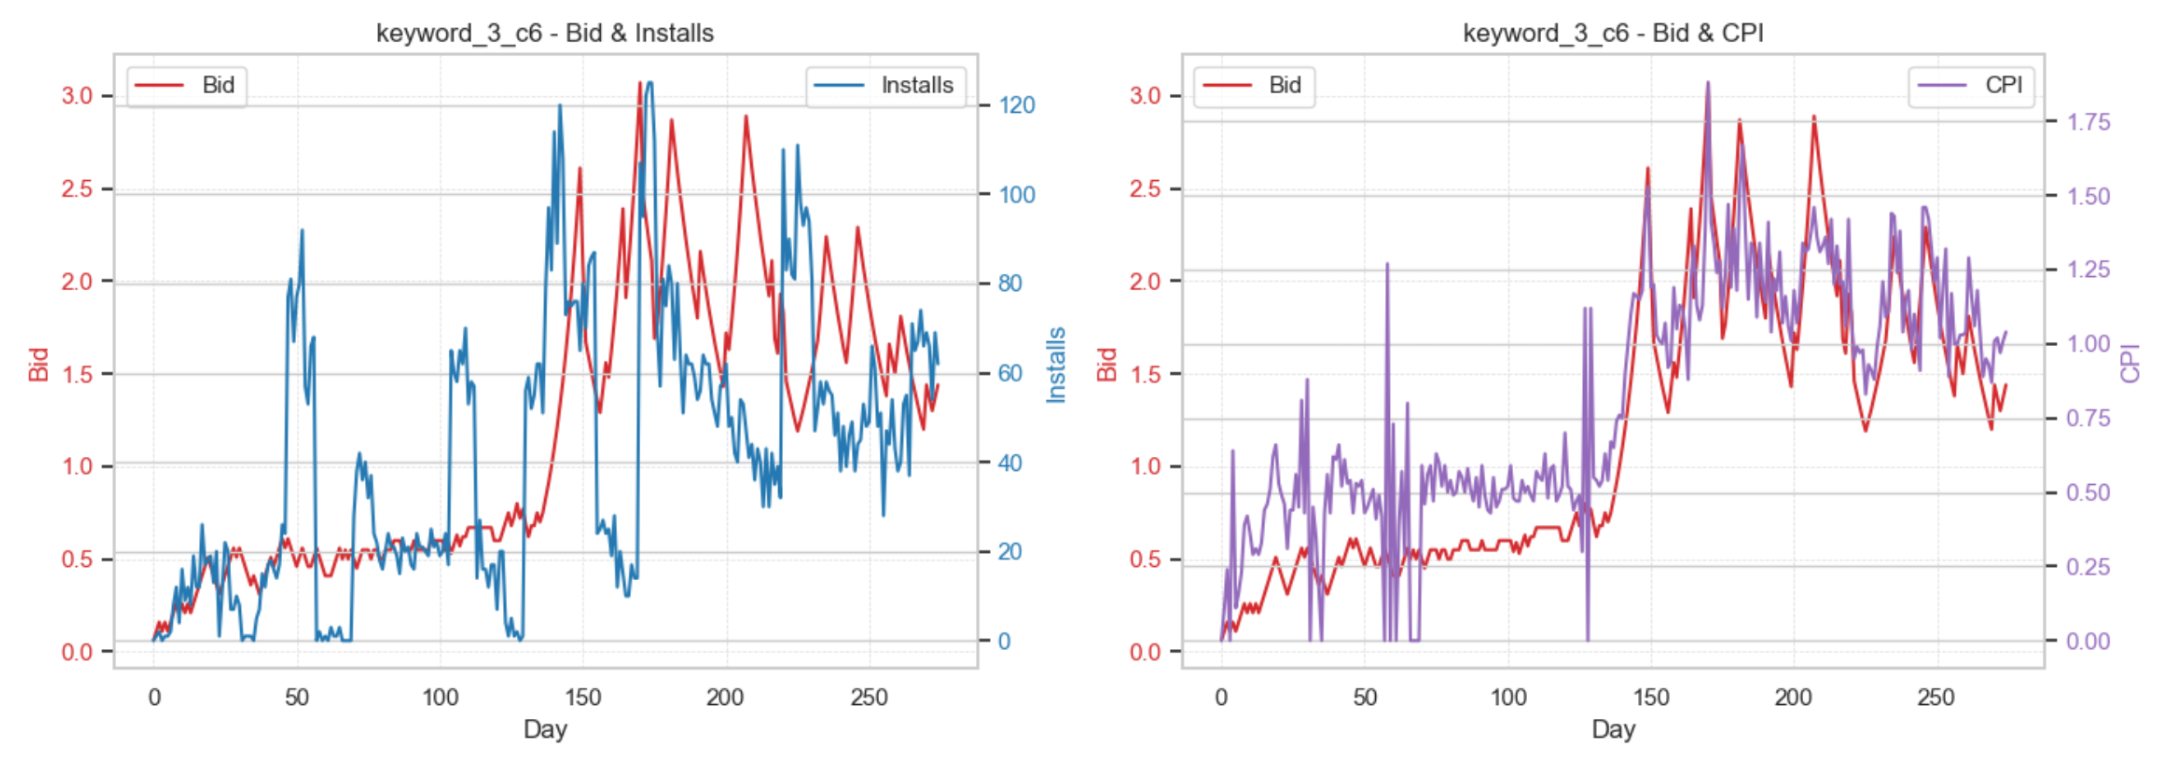 keyword_3_c6 - Bid & Installs
Bid
Installs
3.0
2.5
2.0
1.5
1.0
0.5
0.0
Bid
120
100
80
60
40
20
0
Installs
0 50 100 150 200 250
Day
keyword_3_c6 - Bid & CPI
Bid
CPI
3.0
2.5
2.0
1.5
1.0
0.5
0.0
Bid
1.75
1.50
1.25
1.00
0.75
0.50
0.25
0.00
CPI
0 50 100 150 200 250
Day